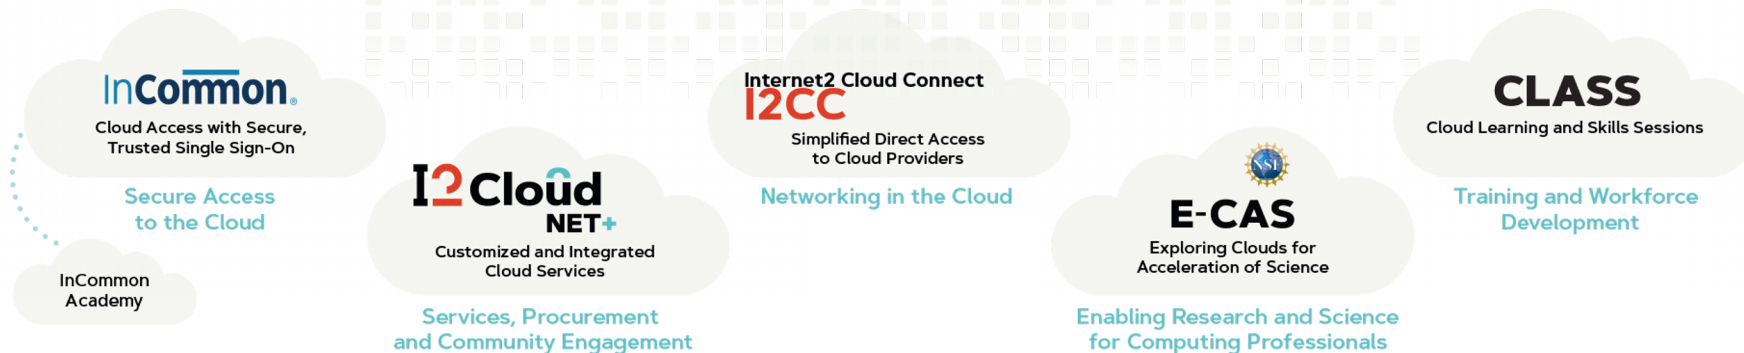 InCommon®
Cloud Access with Secure,
Trusted Single Sign-On
Secure Access
to the Cloud
InCommon
Academy
I2 Cloud
NET+
Customized and Integrated
Cloud Services
Services, Procurement
and Community Engagement
Internet2 Cloud Connect
I2CC
Simplified Direct Access
to Cloud Providers
Networking in the Cloud
NSF
E-CAS
Exploring Clouds for
Acceleration of Science
Enabling Research and Science
for Computing Professionals
CLASS
Cloud Learning and Skills Sessions
Training and Workforce
Development